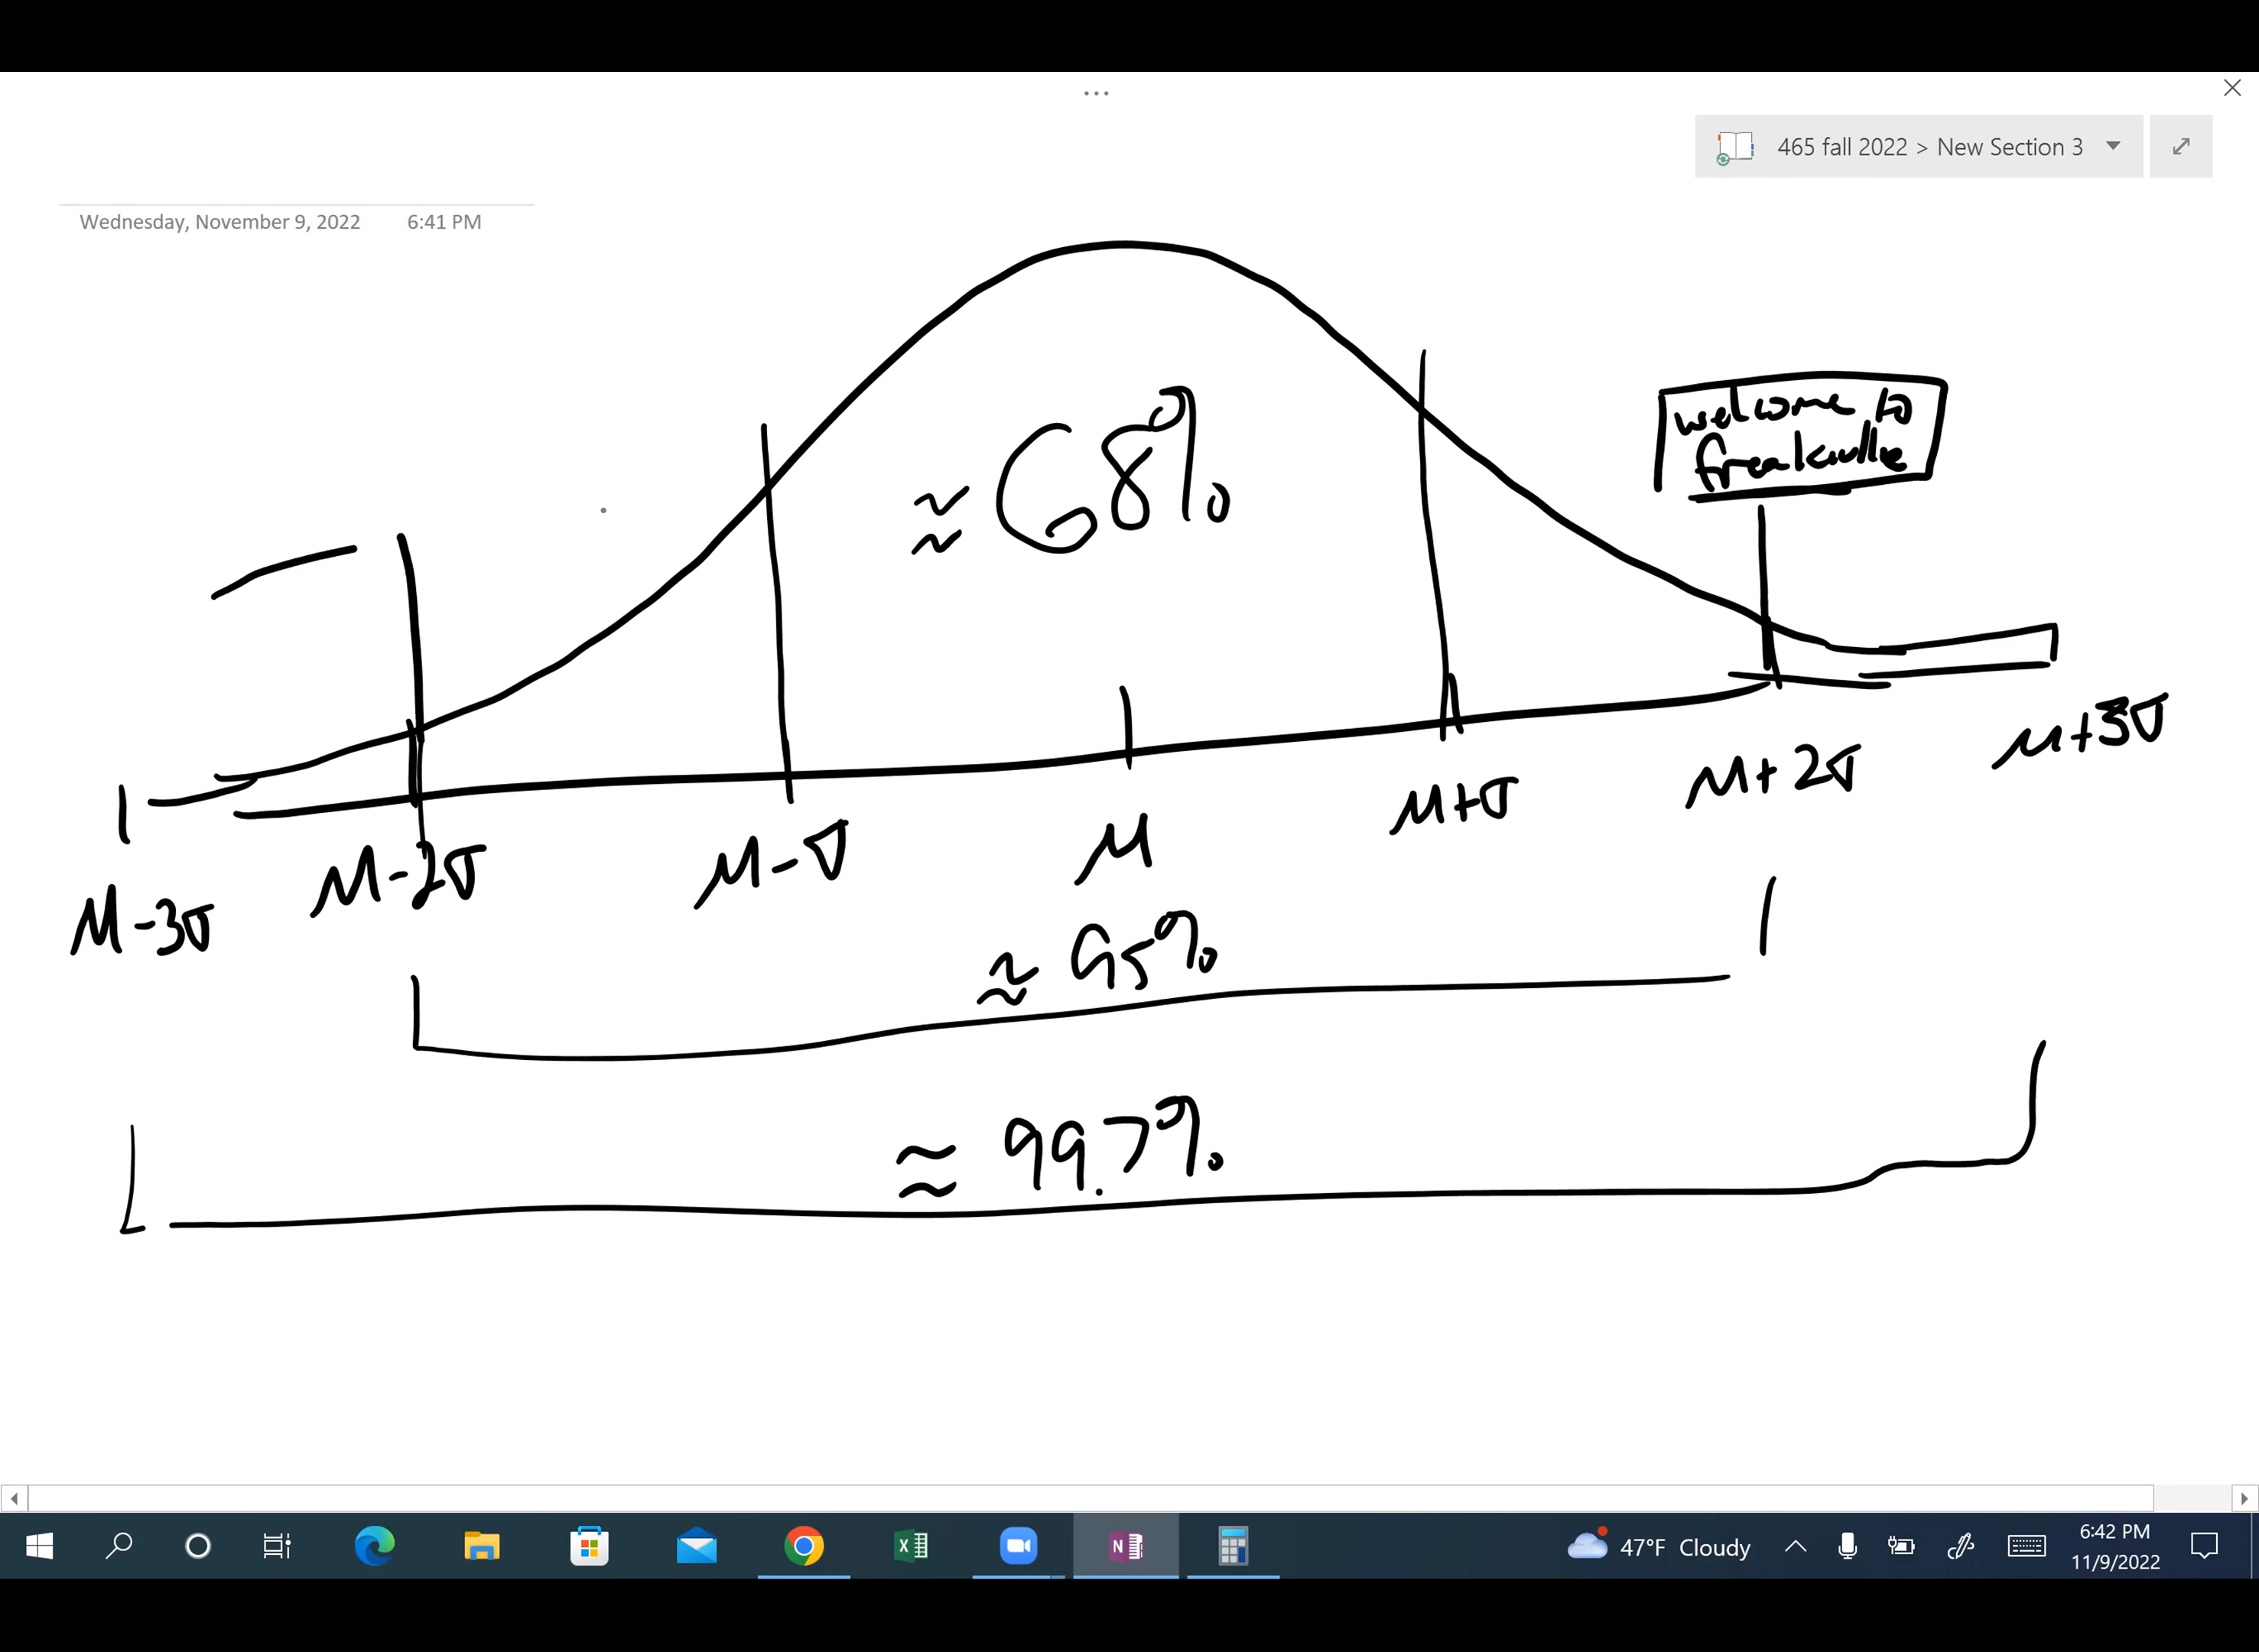 465 fall 2022 > New Section 3
Wednesday, November 9, 2022 6:41 PM
≈ 68%
welcome to
freakville
μ-3σ μ-2σ μ-σ μ μ+σ μ+2σ μ+3σ
≈ 95%
≈ 99.7%
47°F Cloudy
6:42 PM
11/9/2022